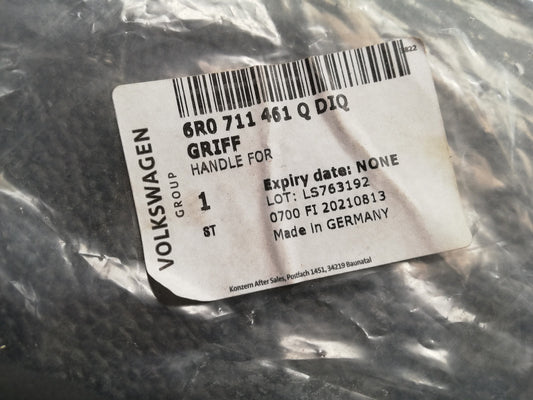 822
6R0 711 461 Q DIQ
GRIFF
HANDLE FOR
VOLKSWAGEN
GROUP
1
ST
Expiry date: NONE
LOT: LS763192
0700 FI 20210813
Made in GERMANY
Konzern After Sales, Postfach 1451, 34219 Baunatal